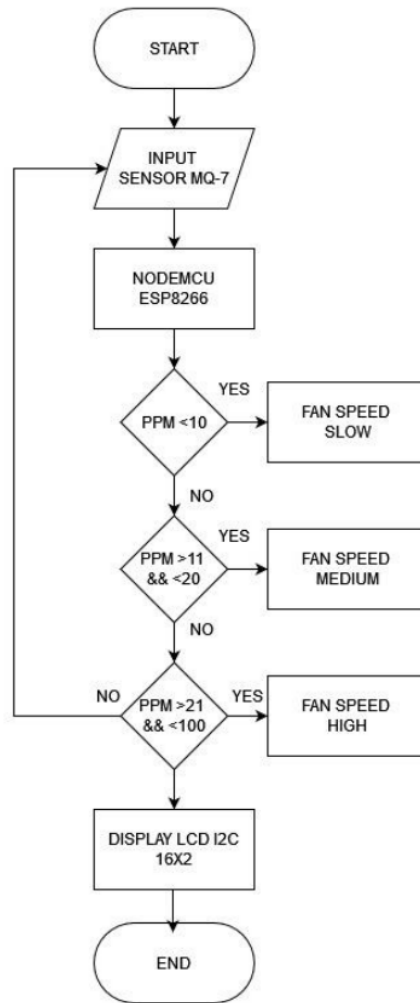 START
INPUT
SENSOR MQ-7
NODEMCU
ESP8266
PPM <10
YES
FAN SPEED
SLOW
NO
PPM >11
&& <20
YES
FAN SPEED
MEDIUM
NO
NO
PPM >21
&& <100
YES
FAN SPEED
HIGH
DISPLAY LCD I2C
16X2
END